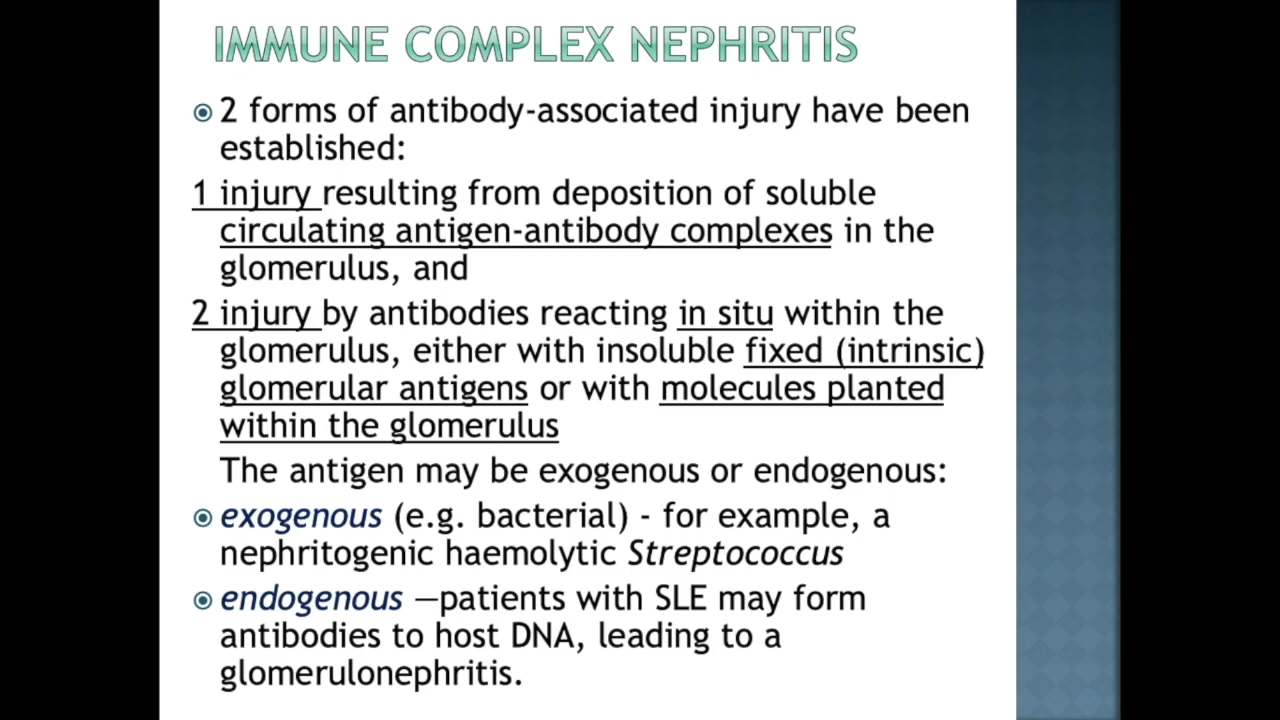 IMMUNE COMPLEX NEPHRITIS
2 forms of antibody-associated injury have been
established:
1 injury resulting from deposition of soluble
circulating antigen-antibody complexes in the
glomerulus, and
2 injury by antibodies reacting in situ within the
glomerulus, either with insoluble fixed (intrinsic)
glomerular antigens or with molecules planted
within the glomerulus
The antigen may be exogenous or endogenous:
exogenous (e.g. bacterial) - for example, a
nephritogenic haemolytic Streptococcus
endogenous —patients with SLE may form
antibodies to host DNA, leading to a
glomerulonephritis.